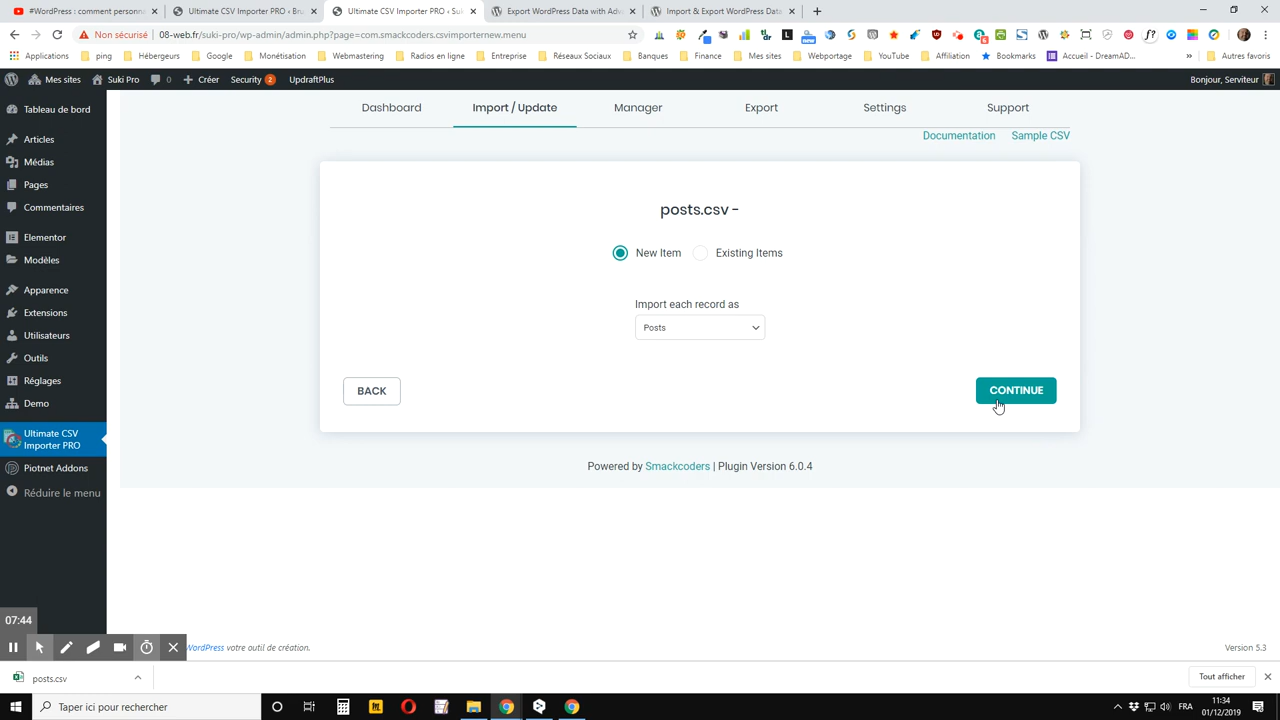 #WordPress : comment personna
Ultimate CSV Importer PRO ‹ Bru
Ultimate CSV Importer PRO ‹ Suk
Export WordPress Data with Adva
Import & Export WordPress Data
Non sécurisé | 08-web.fr/suki-pro/wp-admin/admin.php?page=com.smackcoders.csvimporternew.menu
Applications
ping
Hébergeurs
Google
Monétisation
Webmastering
Radios en ligne
Entreprise
Réseaux Sociaux
Banques
Finance
Mes sites
Webportage
YouTube
Affiliation
Bookmarks
Accueil - DreamAD...
»
Autres favoris
Mes sites
Suki Pro
0
Créer
Security 2
UpdraftPlus
Bonjour, Serviteur
Tableau de bord
Articles
Médias
Pages
Commentaires
Elementor
Modèles
Apparence
Extensions
Utilisateurs
Outils
Réglages
Demo
Ultimate CSV
Importer PRO
Piotnet Addons
Réduire le menu
Dashboard
Import / Update
Manager
Export
Settings
Support
Documentation
Sample CSV
posts.csv -
New Item
Existing Items
Import each record as
Posts
BACK
CONTINUE
Powered by Smackcoders | Plugin Version 6.0.4
07:44
WordPress votre outil de création.
Version 5.3
posts.csv
Tout afficher
Taper ici pour rechercher
FRA
11:34
01/12/2019